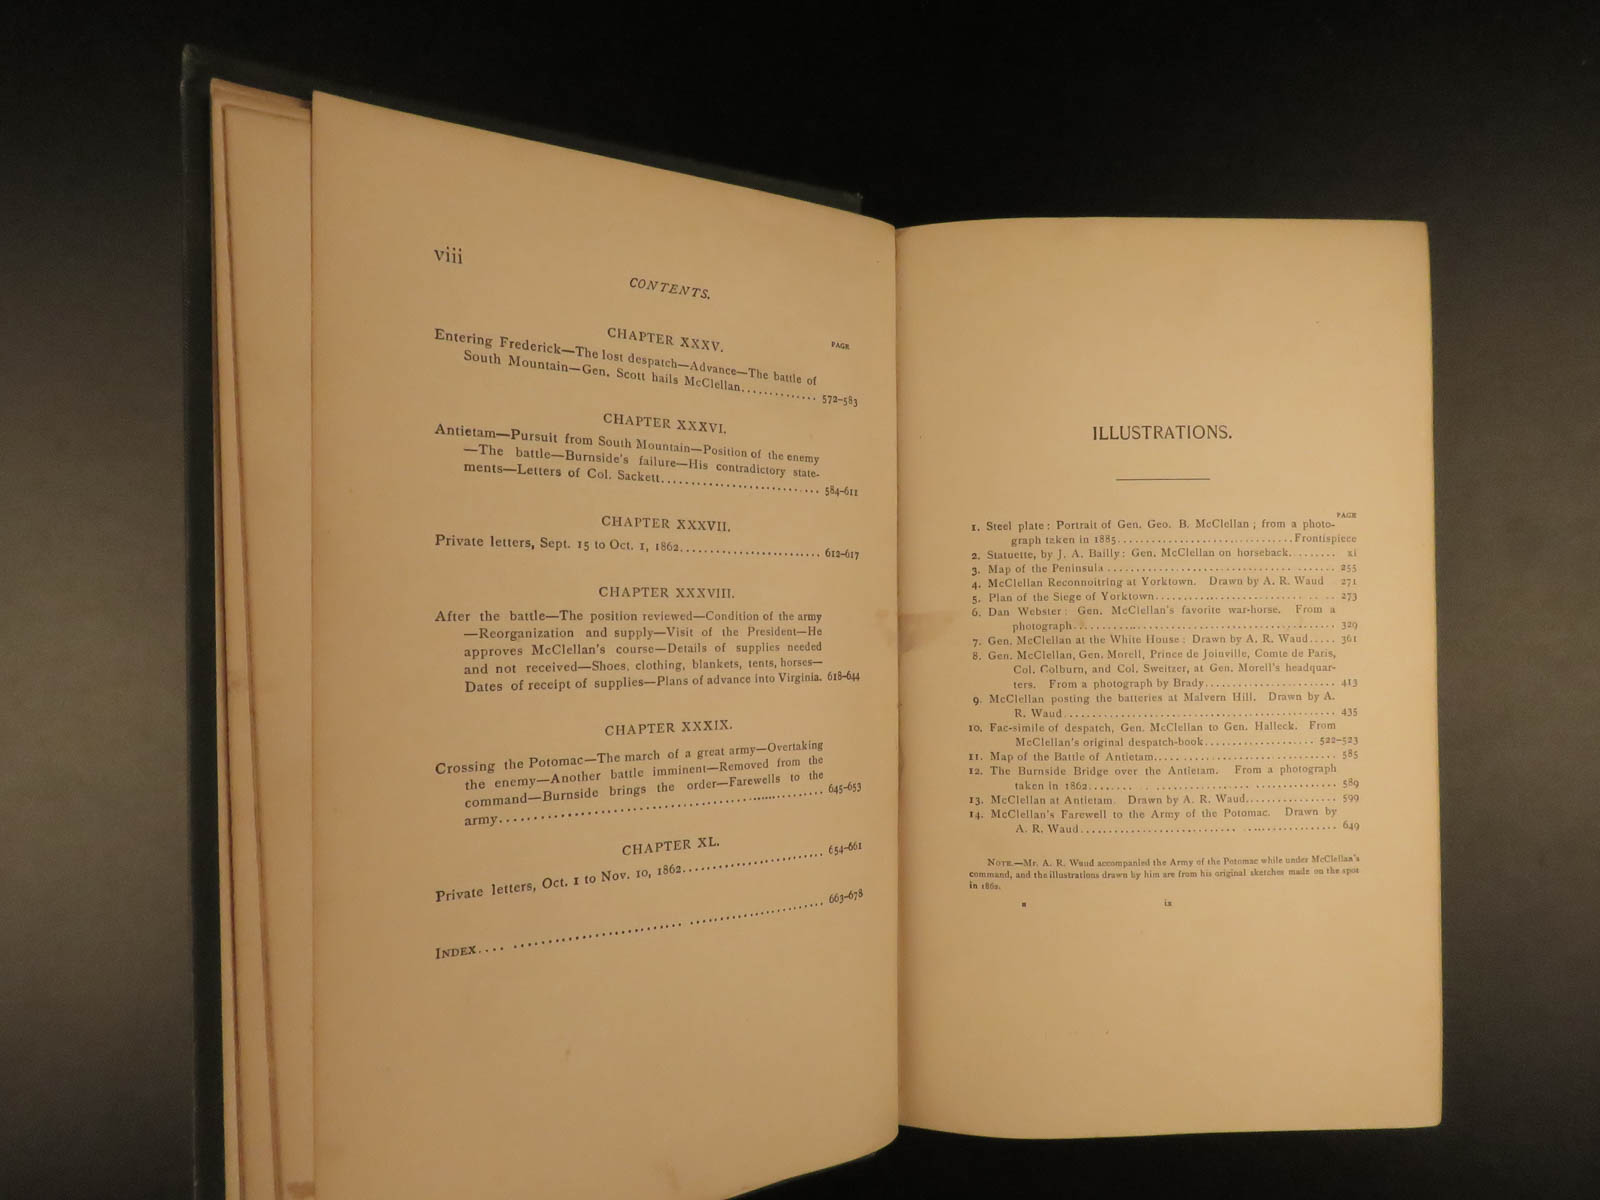 viii
CONTENTS.
CHAPTER XXXV.
PAGE
Entering Frederick—The lost despatch—Advance—The battle of
South Mountain—Gen. Scott hails McClellan............. 572-583
CHAPTER XXXVI.
Antietam—Pursuit from South Mountain—Position of the enemy
—The battle—Burnside's failure—His contradictory state-
ments—Letters of Col. Sackett.......................... 584-611
CHAPTER XXXVII.
Private letters, Sept. 15 to Oct. 1, 1862........................ 612-617
CHAPTER XXXVIII.
After the battle—The position reviewed—Condition of the army
—Reorganization and supply—Visit of the President—He
approves McClellan's course—Details of supplies needed
and not received—Shoes, clothing, blankets, tents, horses—
Dates of receipt of supplies—Plans of advance into Virginia. 618-644
CHAPTER XXXIX.
Crossing the Potomac—The march of a great army—Overtaking
the enemy—Another battle imminent—Removed from the
command—Burnside brings the order—Farewells to the
army................................................ 645-653
CHAPTER XL.
Private letters, Oct. 1 to Nov. 10, 1862........................ 654-661
INDEX.... ............................................ 663-678
ILLUSTRATIONS.
PAGE
1. Steel plate: Portrait of Gen. Geo. B. McClellan; from a photo-
graph taken in 1885..............................Frontispiece
2. Statuette, by J. A. Bailly: Gen. McClellan on horseback........ xi
3. Map of the Peninsula ...................................... 255
4. McClellan Reconnoitring at Yorktown. Drawn by A. R. Waud 271
5. Plan of the Siege of Yorktown............................... 273
6. Dan Webster: Gen. McClellan's favorite war-horse. From a
photograph................................................ 329
7. Gen. McClellan at the White House: Drawn by A. R. Waud..... 361
8. Gen. McClellan, Gen. Morell, Prince de Joinville, Comte de Paris,
Col. Colburn, and Col. Sweitzer, at Gen. Morell's headquar-
ters. From a photograph by Brady....................... 413
9. McClellan posting the batteries at Malvern Hill. Drawn by A.
R. Waud................................................ 435
10. Fac-simile of despatch, Gen. McClellan to Gen. Halleck. From
McClellan's original despatch-book.................... 522-523
11. Map of the Battle of Antietam............................... 585
12. The Burnside Bridge over the Antietam. From a photograph
taken in 1862........................................... 589
13. McClellan at Antietam. Drawn by A. R. Waud................ 599
14. McClellan's Farewell to the Army of the Potomac. Drawn by
A. R. Waud............................................. 649
NOTE.—Mr. A. R. Waud accompanied the Army of the Potomac while under McClellan's
command, and the illustrations drawn by him are from his original sketches made on the spot
in 1862.
ix